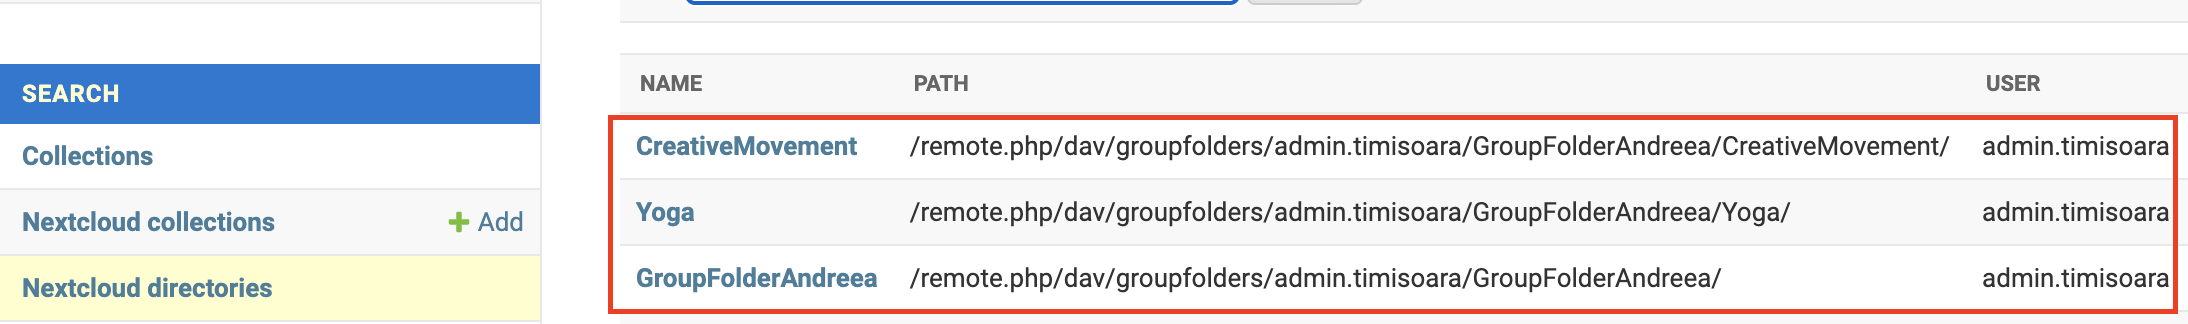 SEARCH
Collections
Nextcloud collections + Add
Nextcloud directories
NAME PATH USER
CreativeMovement /remote.php/dav/groupfolders/admin.timisoara/GroupFolderAndreea/CreativeMovement/ admin.timisoara
Yoga /remote.php/dav/groupfolders/admin.timisoara/GroupFolderAndreea/Yoga/ admin.timisoara
GroupFolderAndreea /remote.php/dav/groupfolders/admin.timisoara/GroupFolderAndreea/ admin.timisoara